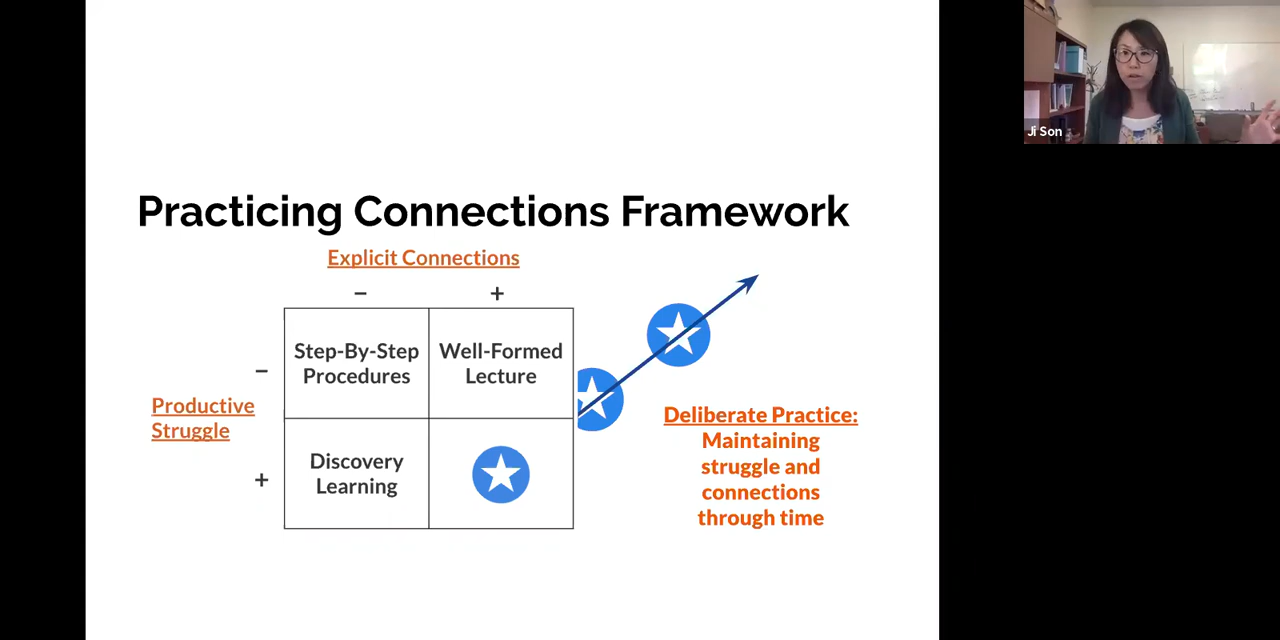 Practicing Connections Framework
Explicit Connections
− +
Step-By-Step
Procedures
Well-Formed
Lecture
−
Productive
Struggle
+
Discovery
Learning
Deliberate Practice:
Maintaining
struggle and
connections
through time
Ji Son